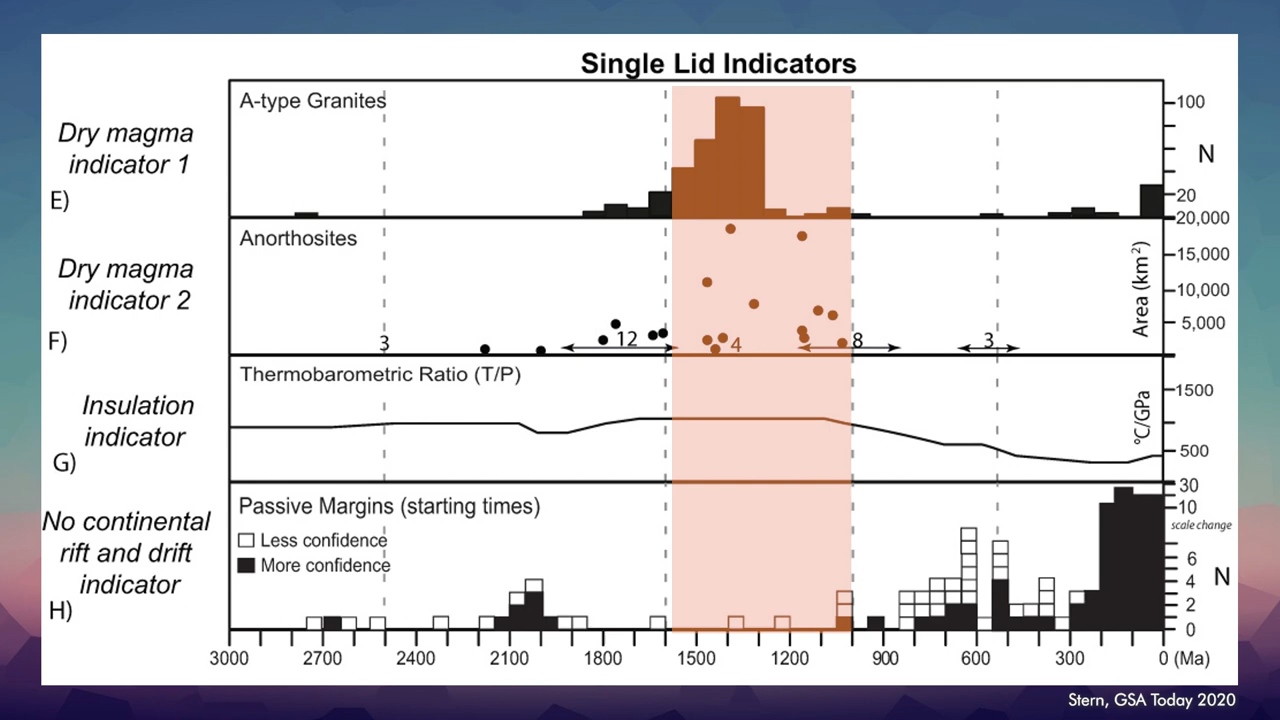 Single Lid Indicators
Dry magma
indicator 1
E)
A-type Granites
100
N
20
Dry magma
indicator 2
F)
Anorthosites
20,000
15,000
10,000
5,000
Area (km²)
3
12
4
8
3
Insulation
indicator
G)
Thermobarometric Ratio (T/P)
1500
500
°C/GPa
No continental
rift and drift
indicator
H)
Passive Margins (starting times)
Less confidence
More confidence
30
10
scale change
6
4
2
0
N
3000 2700 2400 2100 1800 1500 1200 900 600 300 0 (Ma)
Stern, GSA Today 2020